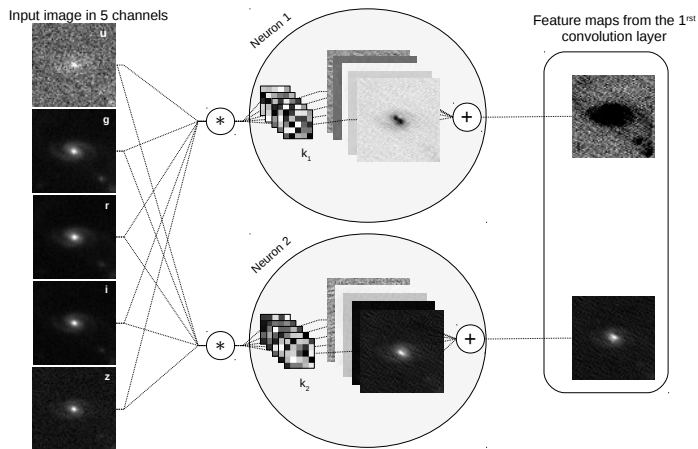 Input image in 5 channels
u
g
r
i
z
*
*
Neuron 1
k1
+
Neuron 2
k2
+
Feature maps from the 1rst
convolution layer